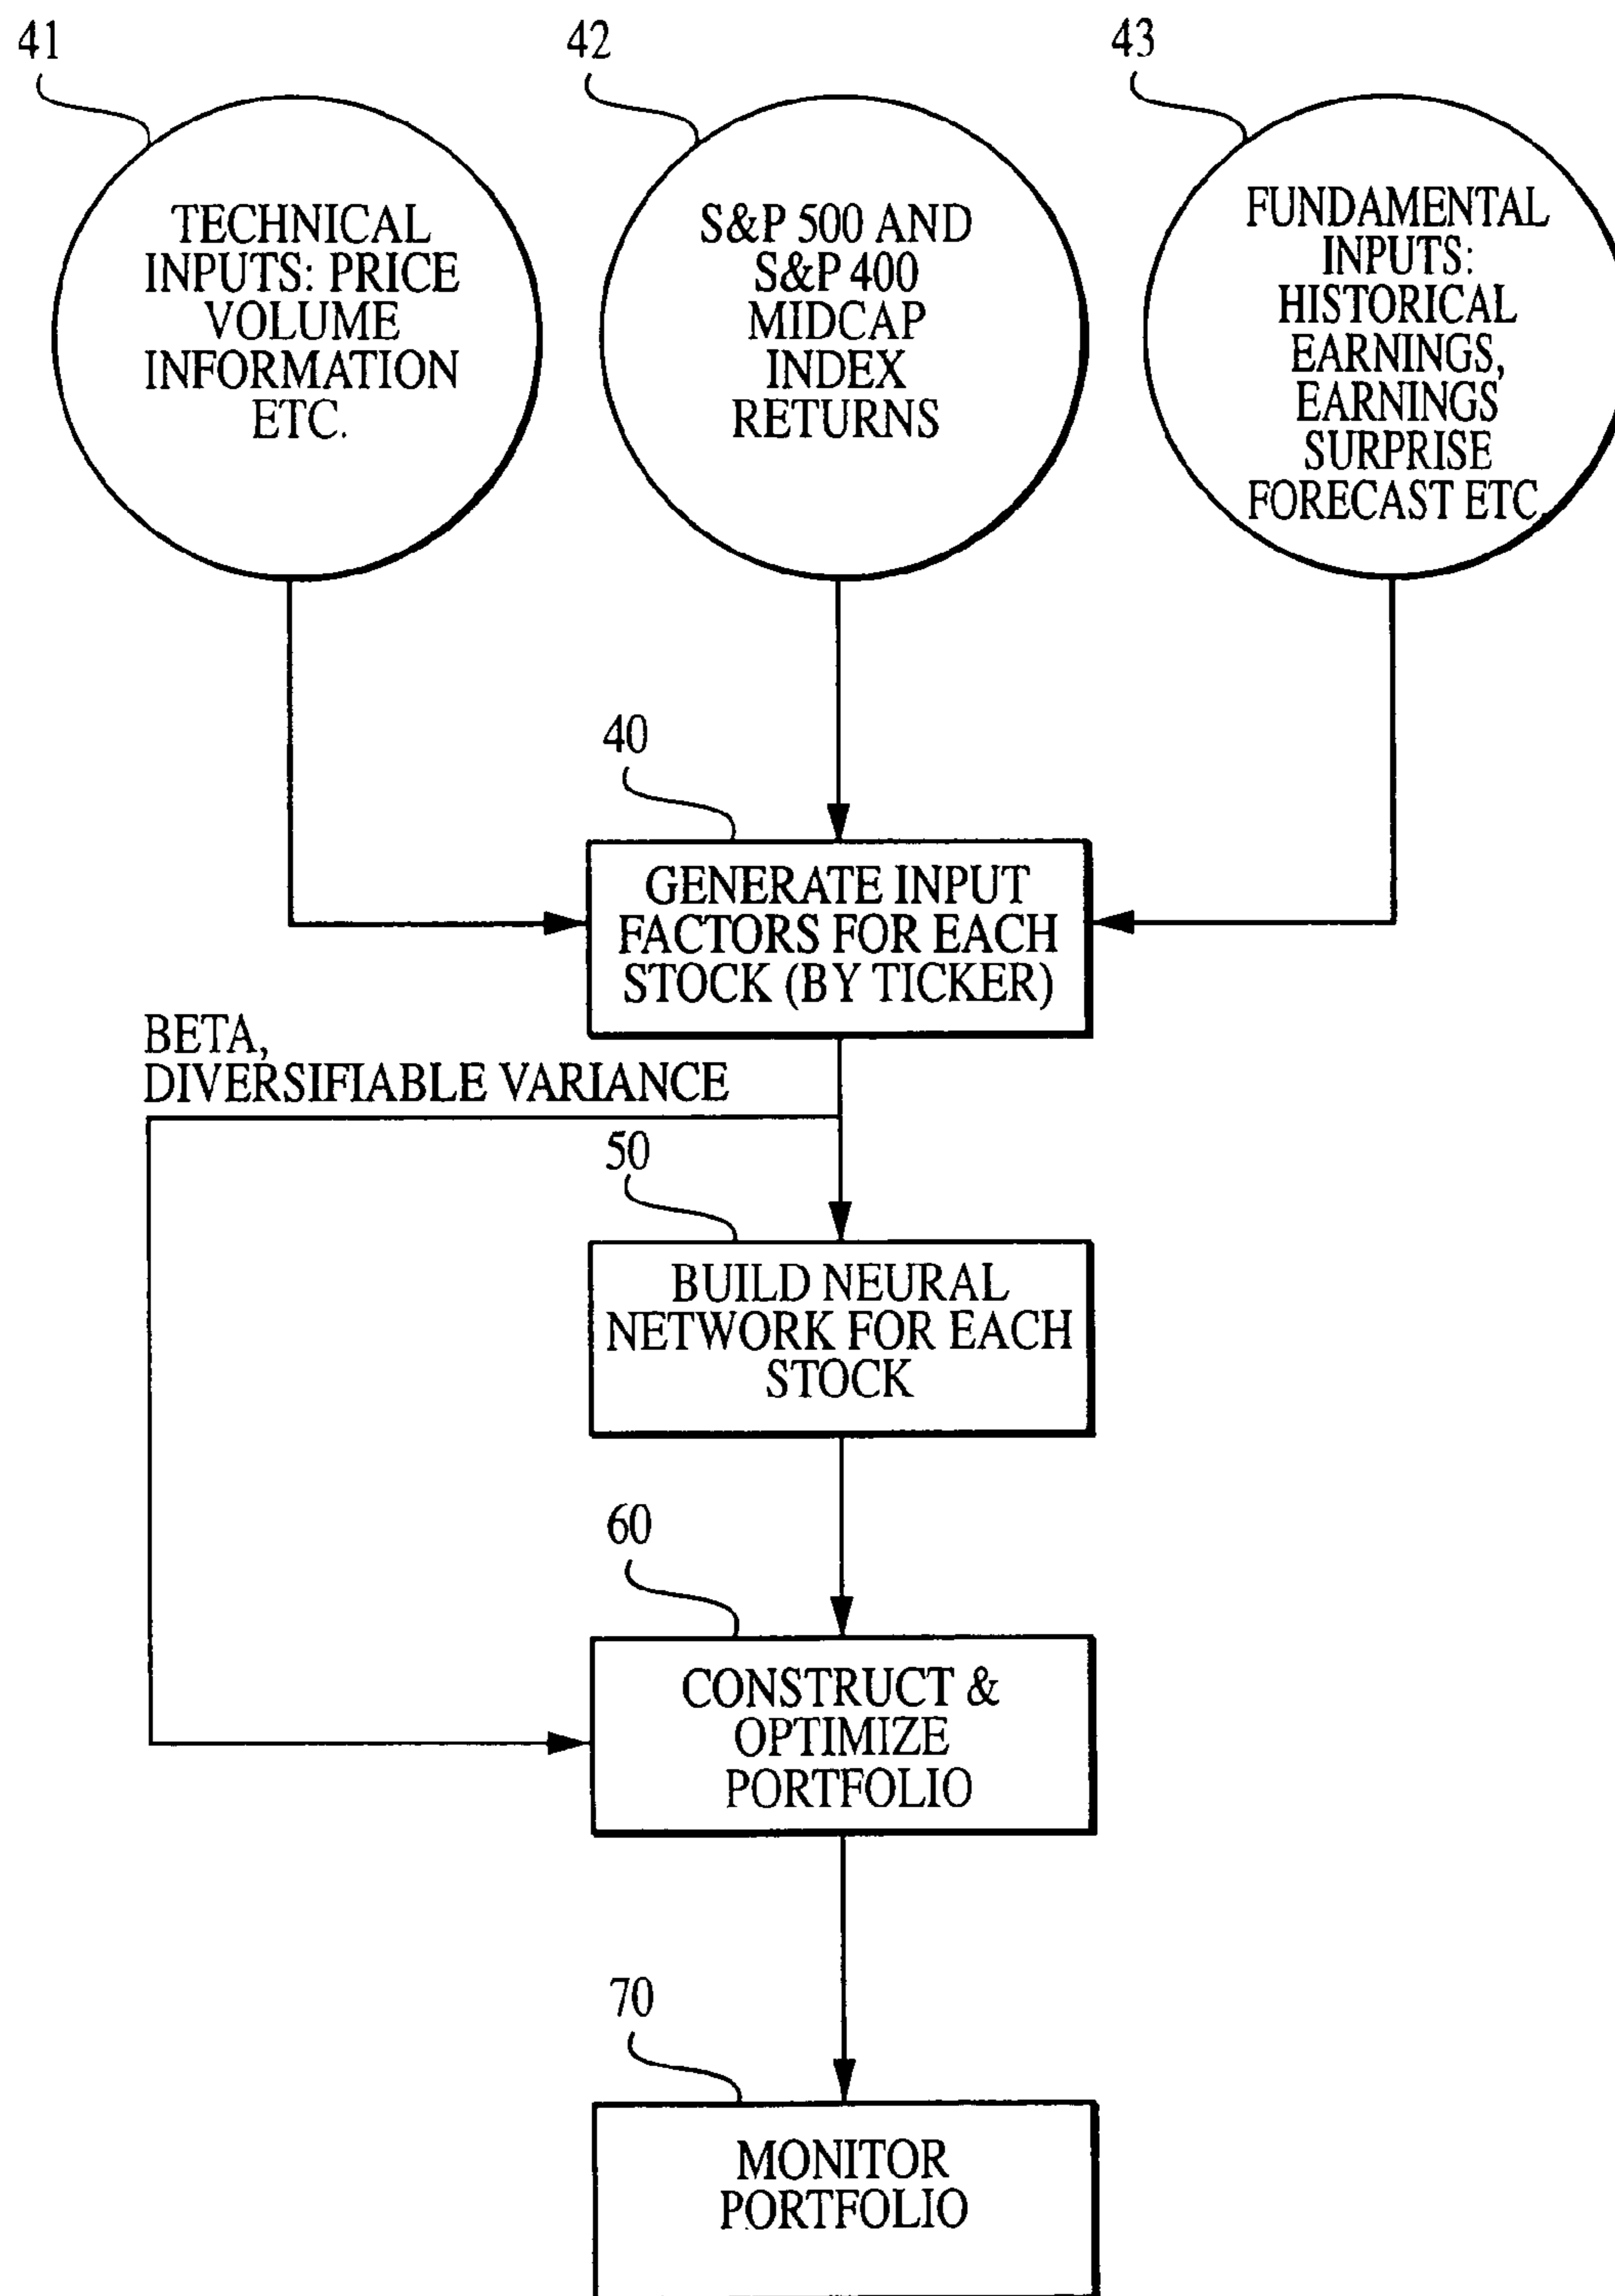 41
TECHNICAL
INPUTS: PRICE
VOLUME
INFORMATION
ETC.
42
S&P 500 AND
S&P 400
MIDCAP
INDEX
RETURNS
43
FUNDAMENTAL
INPUTS:
HISTORICAL
EARNINGS,
EARNINGS
SURPRISE
FORECAST ETC.
40
GENERATE INPUT
FACTORS FOR EACH
STOCK (BY TICKER)
BETA,
DIVERSIFIABLE VARIANCE
50
BUILD NEURAL
NETWORK FOR EACH
STOCK
60
CONSTRUCT &
OPTIMIZE
PORTFOLIO
70
MONITOR
PORTFOLIO